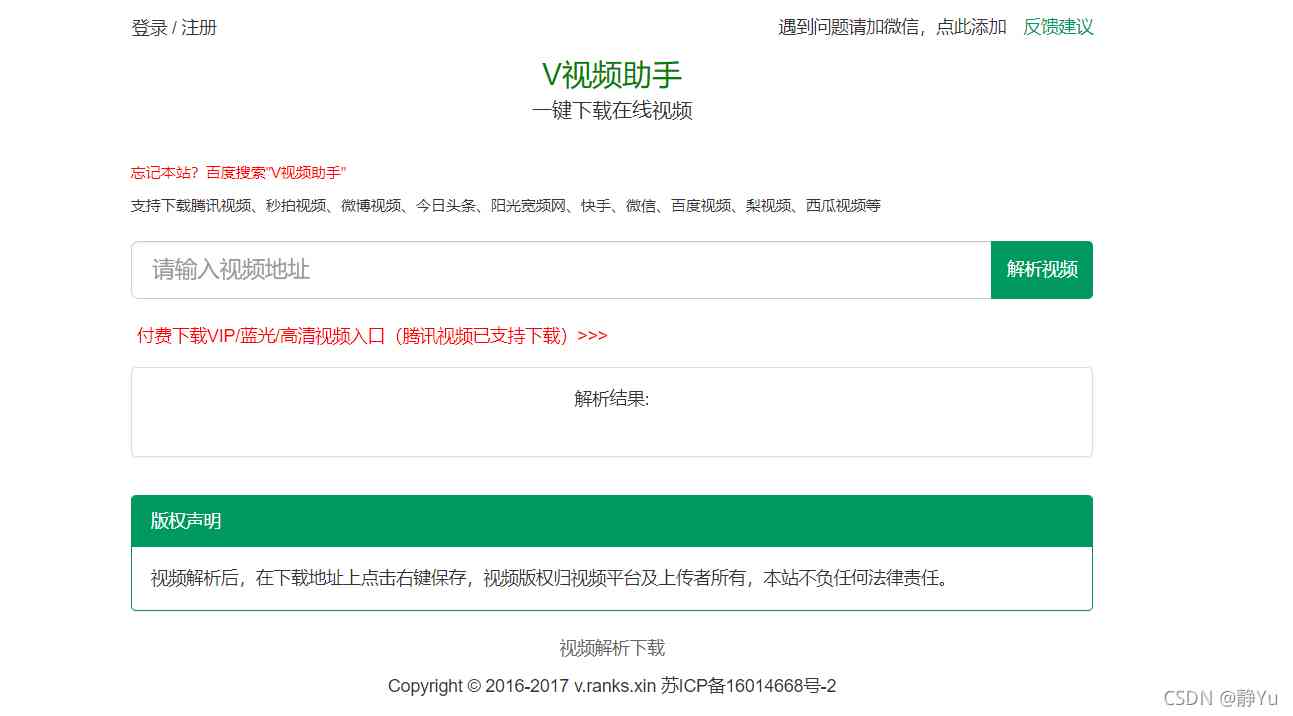 登录 / 注册
遇到问题请加微信，点此添加 反馈建议
V视频助手
一键下载在线视频
忘记本站？百度搜索"V视频助手"
支持下载腾讯视频、秒拍视频、微博视频、今日头条、阳光宽频网、快手、微信、百度视频、梨视频、西瓜视频等
请输入视频地址
解析视频
付费下载VIP/蓝光/高清视频入口（腾讯视频已支持下载）>>>
解析结果:
版权声明
视频解析后，在下载地址上点击右键保存，视频版权归视频平台及上传者所有，本站不负任何法律责任。
视频解析下载
Copyright © 2016-2017 v.ranks.xin 苏ICP备16014668号-2
CSDN @静Yu